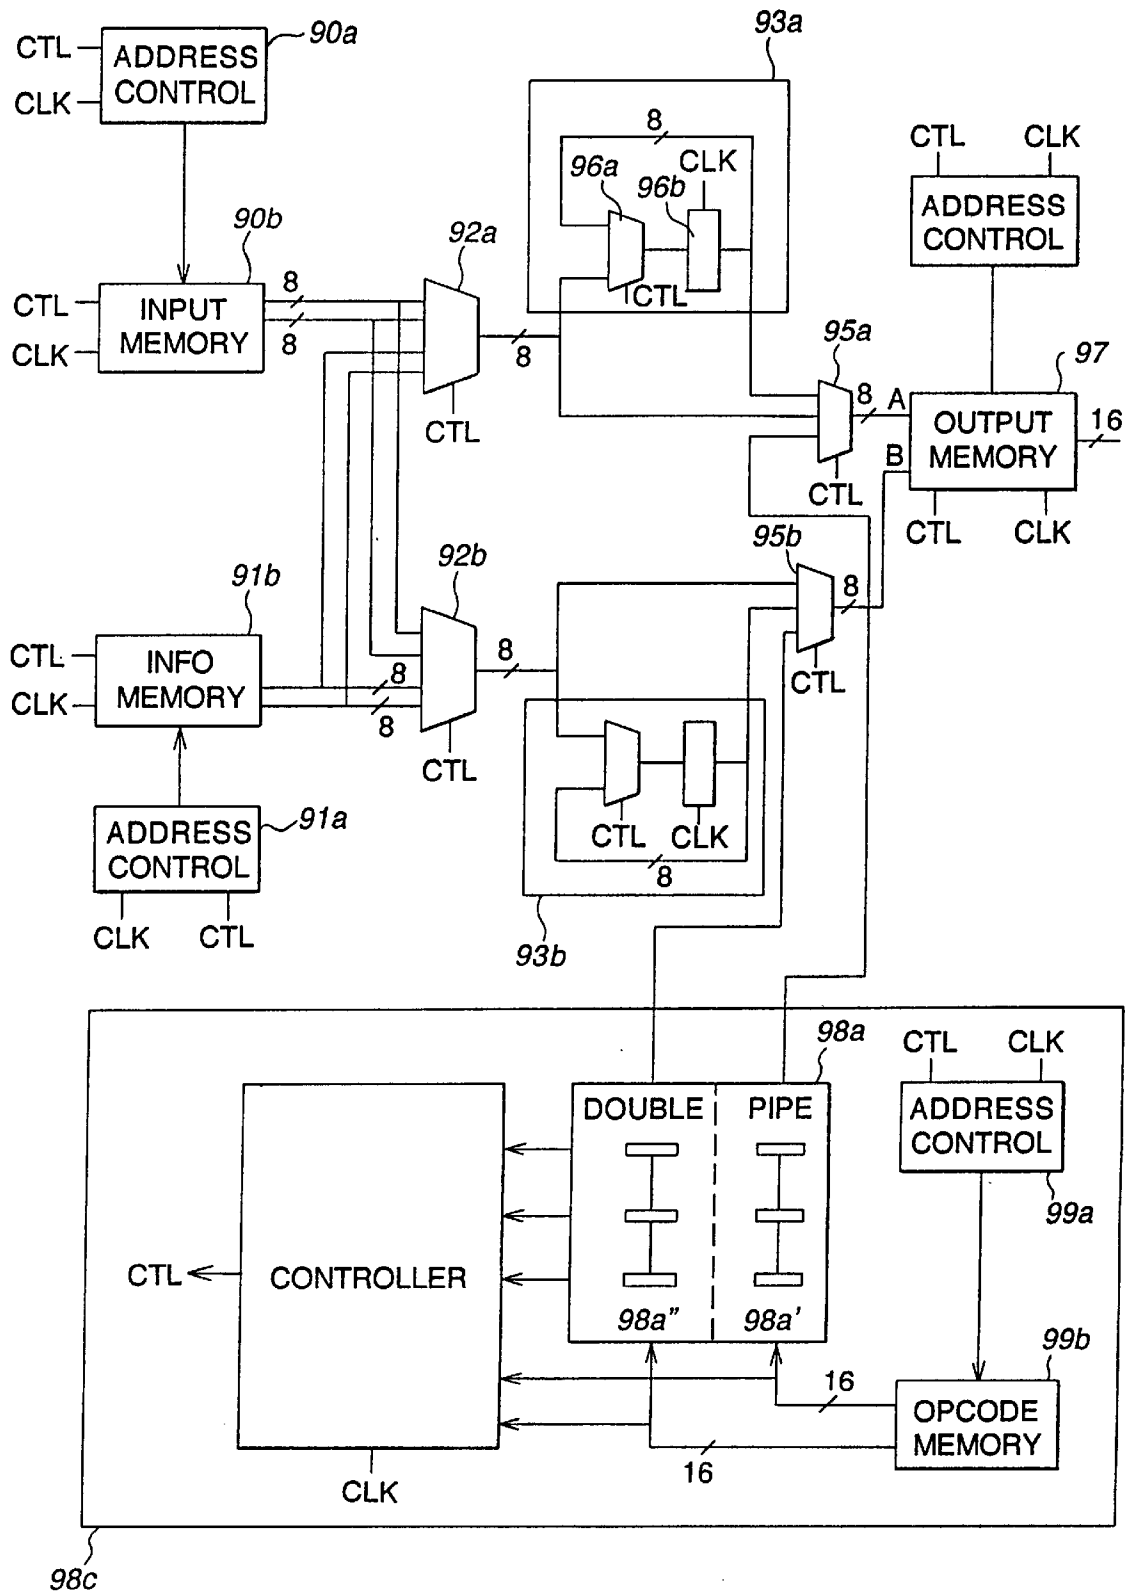 93a
CTL
ADDRESS
CONTROL
CLK
90a
8
CLK
96a
96b
CTL
CTL
CLK
ADDRESS
CONTROL
90b
92a
CTL
INPUT
MEMORY
CLK
8
8
8
CTL
95a
8
A
B
CTL
97
OUTPUT
MEMORY
16
CTL
CLK
95b
8
CTL
91b
92b
CTL
INFO
MEMORY
CLK
8
8
8
CTL
CTL
CLK
8
93b
ADDRESS
CONTROL
91a
CLK
CTL
98a
CTL
CLK
DOUBLE
PIPE
ADDRESS
CONTROL
99a
CTL
CONTROLLER
98a"
98a'
99b
16
OPCODE
MEMORY
16
CLK
98c